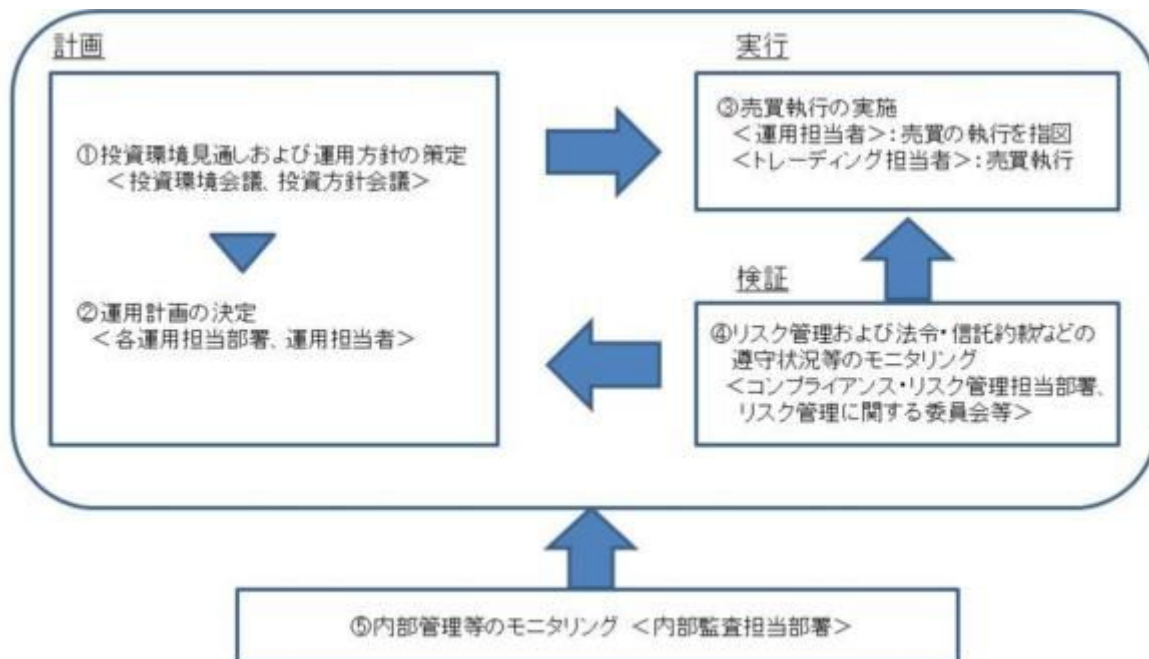 計画
①投資環境見通しおよび運用方針の策定
＜投資環境会議、投資方針会議＞
②運用計画の決定
＜各運用担当部署、運用担当者＞
実行
③売買執行の実施
＜運用担当者＞：売買の執行を指図
＜トレーディング担当者＞：売買執行
検証
④リスク管理および法令・信託約款などの
遵守状況等のモニタリング
＜コンプライアンス・リスク管理担当部署、
リスク管理に関する委員会等＞
⑤内部管理等のモニタリング ＜内部監査担当部署＞